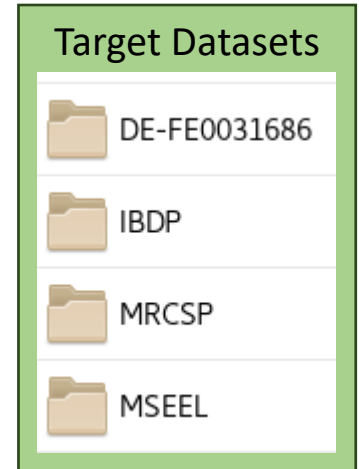 Target Datasets
DE-FE0031686
IBDP
MRCSP
MSEEL